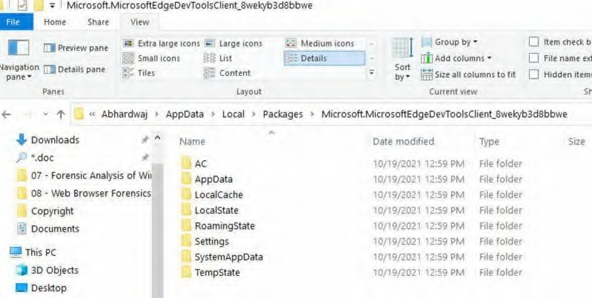 Microsoft.MicrosoftEdgeDevToolsClient_8wekyb3d8bbwe
File Home Share View
Preview pane
Details pane
Navigation pane
Panes
Extra large icons Large icons Medium icons
Small icons List Details
Tiles Content
Layout
Sort by
Group by
Add columns
Size all columns to fit
Current view
Item check b
File name ext
Hidden items
Sh
« Abhardwaj > AppData > Local > Packages > Microsoft.MicrosoftEdgeDevToolsClient_8wekyb3d8bbwe
Downloads
*.doc
07 - Forensic Analysis of Wi
08 - Web Browser Forensics
Copyright
Documents
This PC
3D Objects
Desktop
Name Date modified Type Size
AC 10/19/2021 12:59 PM File folder
AppData 10/19/2021 12:59 PM File folder
LocalCache 10/19/2021 12:59 PM File folder
LocalState 10/19/2021 12:59 PM File folder
RoamingState 10/19/2021 12:59 PM File folder
Settings 10/19/2021 12:59 PM File folder
SystemAppData 10/19/2021 12:59 PM File folder
TempState 10/19/2021 12:59 PM File folder